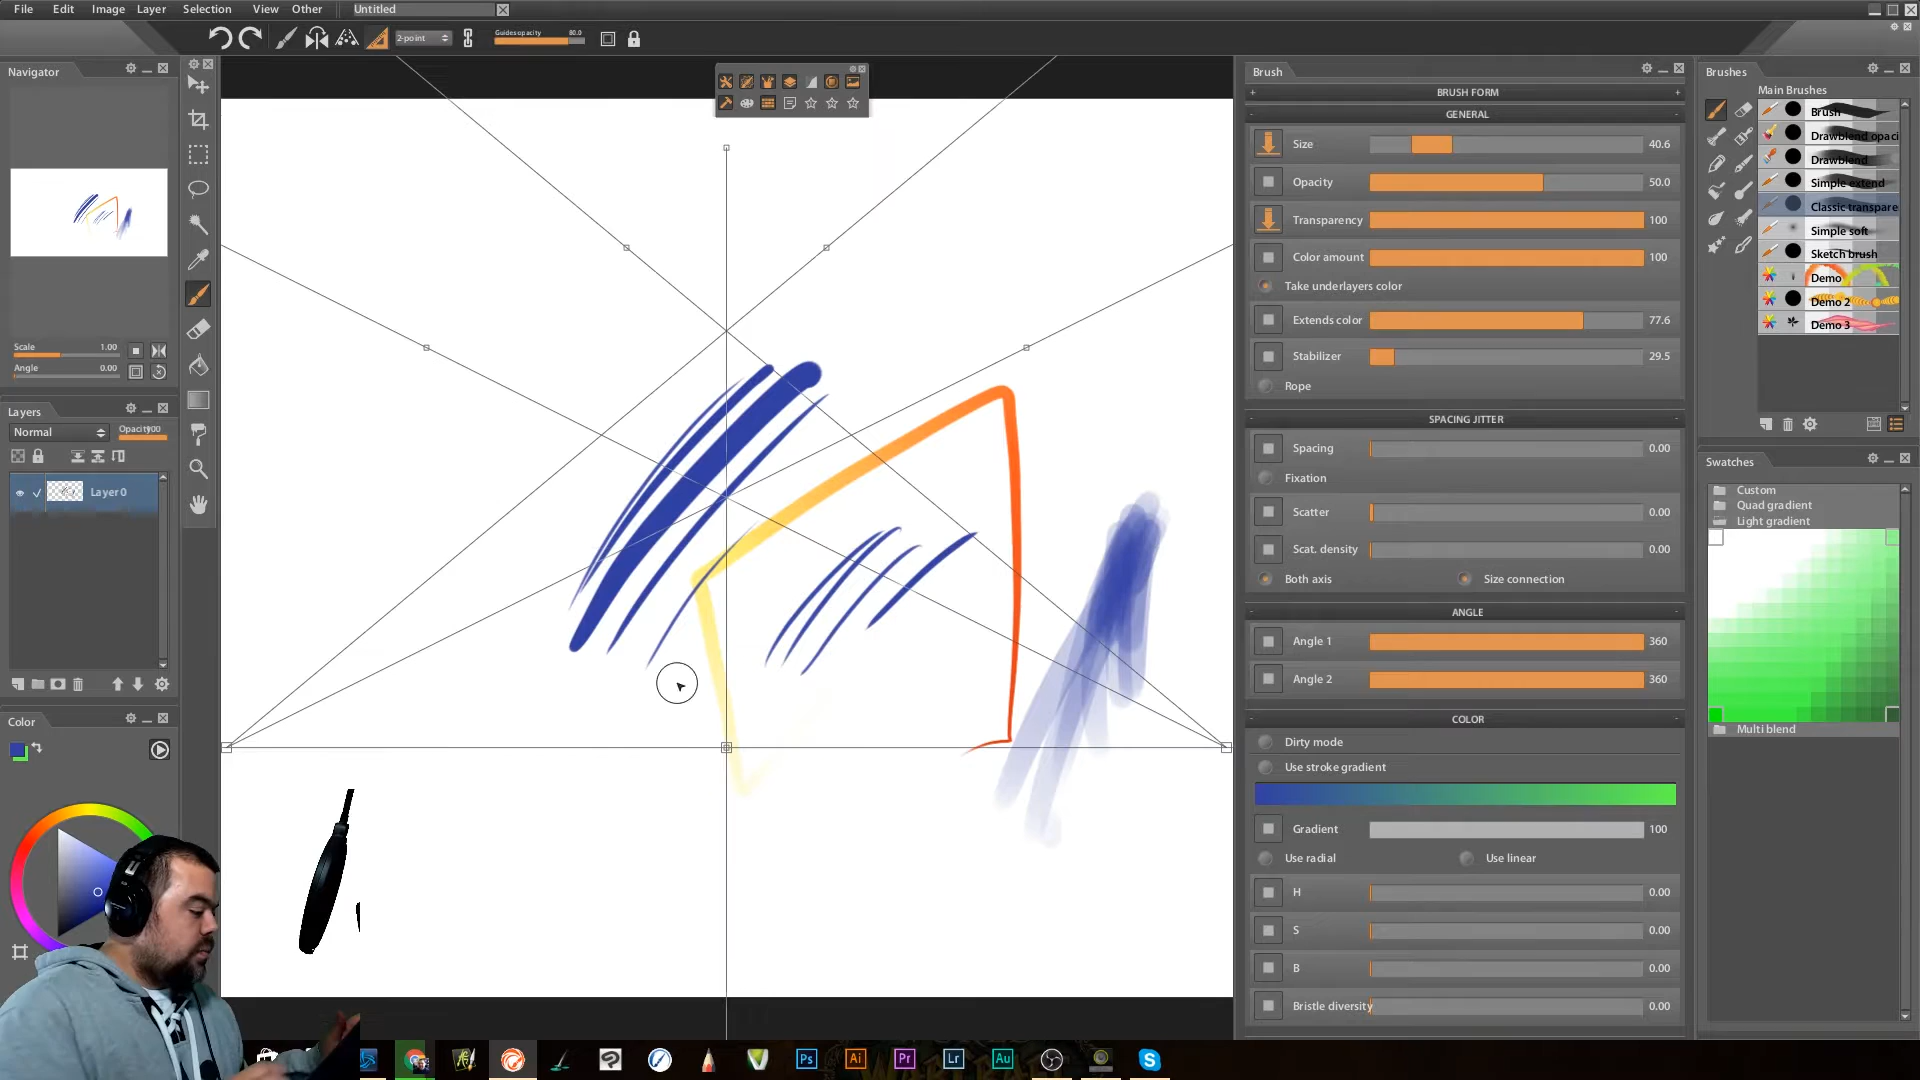 File Edit Image Layer Selection View Other Untitled
2-point Guides opacity 80.0
Navigator
Scale 1.00
Angle 0.00
Layers
Normal Opacity 100
Layer 0
Color
Brush
BRUSH FORM
GENERAL
Size 40.6
Opacity 50.0
Transparency 100
Color amount 100
Take underlayers color
Extends color 77.6
Stabilizer 29.5
Rope
SPACING JITTER
Spacing 0.00
Fixation
Scatter 0.00
Scat. density 0.00
Both axis Size connection
ANGLE
Angle 1 360
Angle 2 360
COLOR
Dirty mode
Use stroke gradient
Gradient 100
Use radial Use linear
H 0.00
S 0.00
B 0.00
Bristle diversity 0.00
Brushes
Main Brushes
Brush
Drawblend opaci
Drawblend
Simple extend
Classic transpare
Simple soft
Sketch brush
Demo
Demo 2
Demo 3
Swatches
Custom
Quad gradient
Light gradient
Multi blend
Ps Ai Pr Lr Au